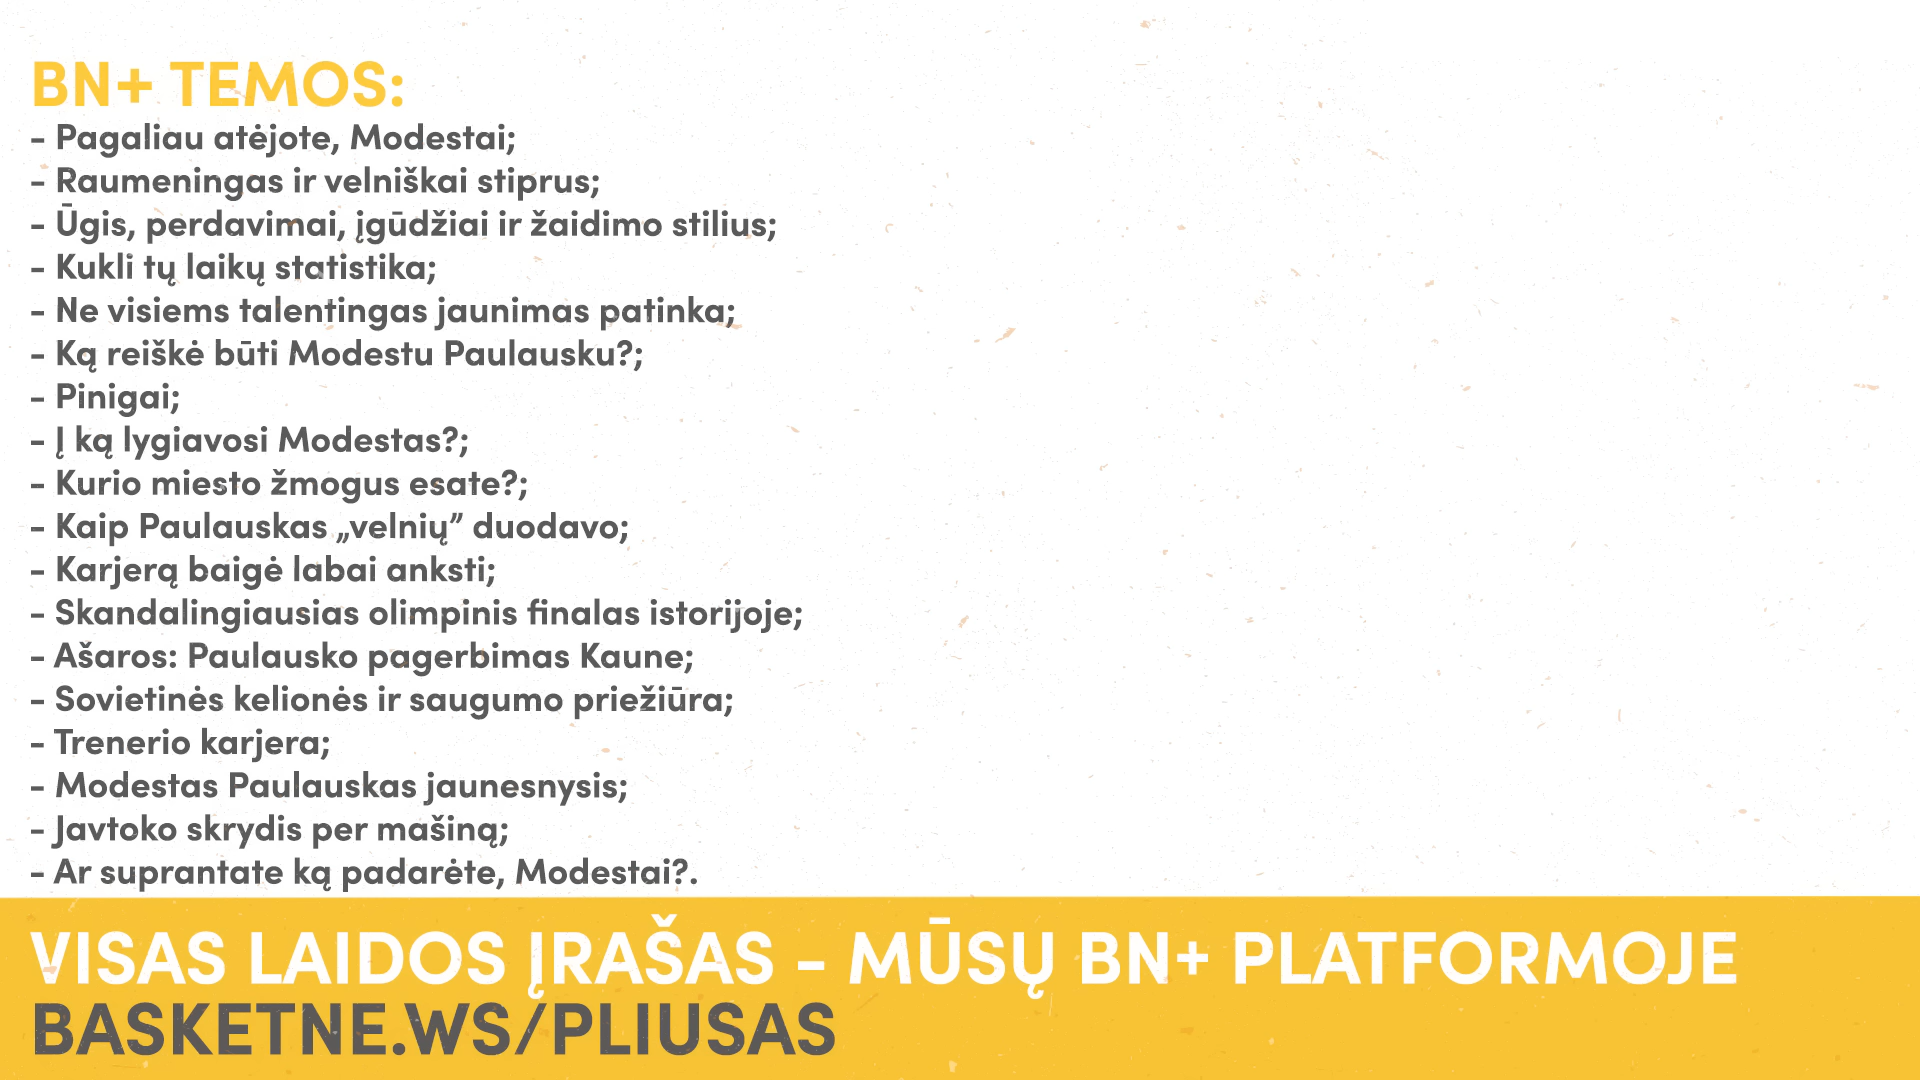 BN+ TEMOS:
- Pagaliau atėjote, Modestai;
- Raumeningas ir velniškai stiprus;
- Ūgis, perdavimai, įgūdžiai ir žaidimo stilius;
- Kukli tų laikų statistika;
- Ne visiems talentingas jaunimas patinka;
- Ką reiškė būti Modestu Paulausku?;
- Pinigai;
- Į ką lygiavosi Modestas?;
- Kurio miesto žmogus esate?;
- Kaip Paulauskas „velnių” duodavo;
- Karjerą baigė labai anksti;
- Skandalingiausias olimpinis finalas istorijoje;
- Ašaros: Paulausko pagerbimas Kaune;
- Sovietinės kelionės ir saugumo priežiūra;
- Trenerio karjera;
- Modestas Paulauskas jaunesnysis;
- Javtoko skrydis per mašiną;
- Ar suprantate ką padarėte, Modestai?.
VISAS LAIDOS ĮRAŠAS - MŪSŲ BN+ PLATFORMOJE
BASKETNE.WS/PLIUSAS